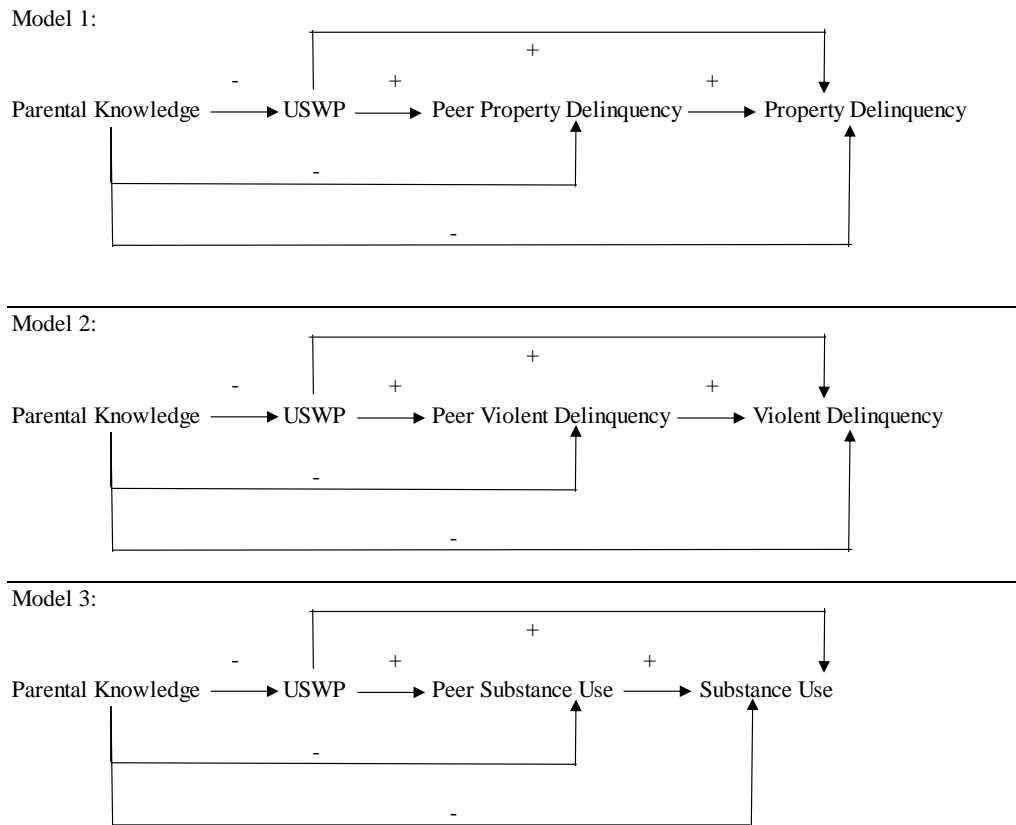 Model 1:
+
- + +
Parental Knowledge USWP Peer Property Delinquency Property Delinquency
-
-
Model 2:
+
- + +
Parental Knowledge USWP Peer Violent Delinquency Violent Delinquency
-
-
Model 3:
+
- + +
Parental Knowledge USWP Peer Substance Use Substance Use
-
-